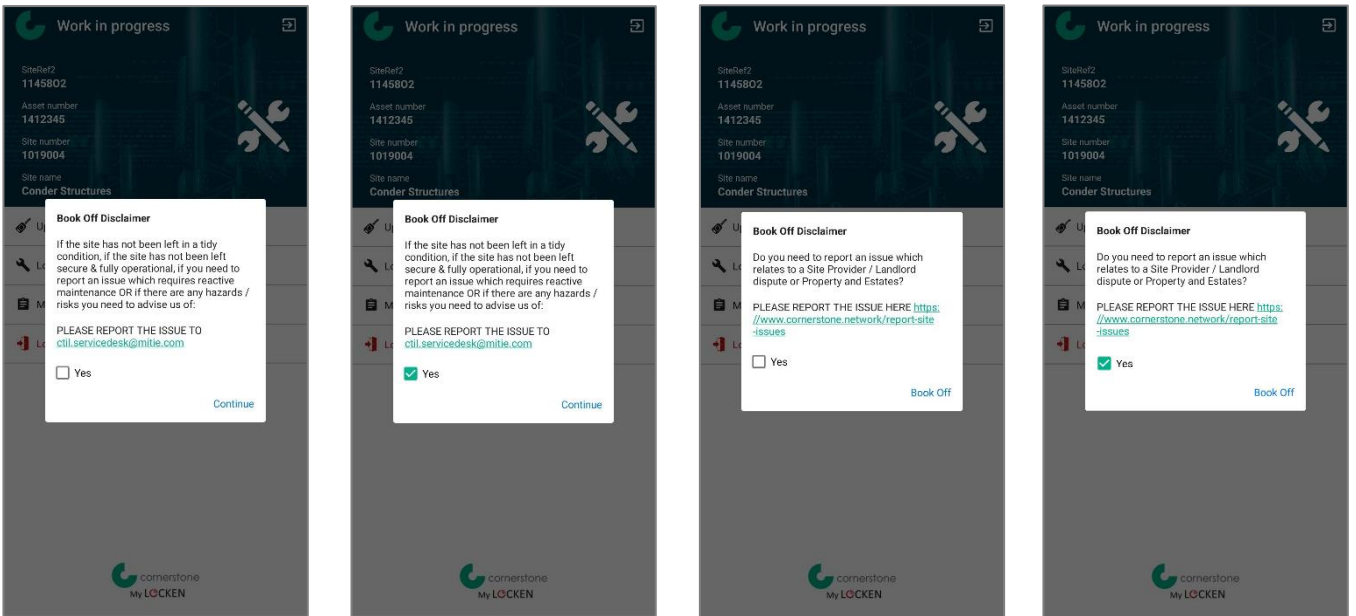 Work in progress
SiteRef2
11458O2
Asset number
1412345
Site number
1019004
Site name
Conder Structures
Book Off Disclaimer
If the site has not been left in a tidy
condition, if the site has not been left
secure & fully operational, if you need to
report an issue which requires reactive
maintenance OR if there are any hazards /
risks you need to advise us of:
PLEASE REPORT THE ISSUE TO
ctil.servicedesk@mitie.com
Yes
Continue
cornerstone
My LOCKEN
Work in progress
SiteRef2
11458O2
Asset number
1412345
Site number
1019004
Site name
Conder Structures
Book Off Disclaimer
If the site has not been left in a tidy
condition, if the site has not been left
secure & fully operational, if you need to
report an issue which requires reactive
maintenance OR if there are any hazards /
risks you need to advise us of:
PLEASE REPORT THE ISSUE TO
ctil.servicedesk@mitie.com
Yes
Continue
cornerstone
My LOCKEN
Work in progress
SiteRef2
11458O2
Asset number
1412345
Site number
1019004
Site name
Conder Structures
Book Off Disclaimer
Do you need to report an issue which
relates to a Site Provider / Landlord
dispute or Property and Estates?
PLEASE REPORT THE ISSUE HERE https:
//www.cornerstone.network/report-site
-issues
Yes
Book Off
cornerstone
My LOCKEN
Work in progress
SiteRef2
11458O2
Asset number
1412345
Site number
1019004
Site name
Conder Structures
Book Off Disclaimer
Do you need to report an issue which
relates to a Site Provider / Landlord
dispute or Property and Estates?
PLEASE REPORT THE ISSUE HERE https:
//www.cornerstone.network/report-site
-issues
Yes
Book Off
cornerstone
My LOCKEN